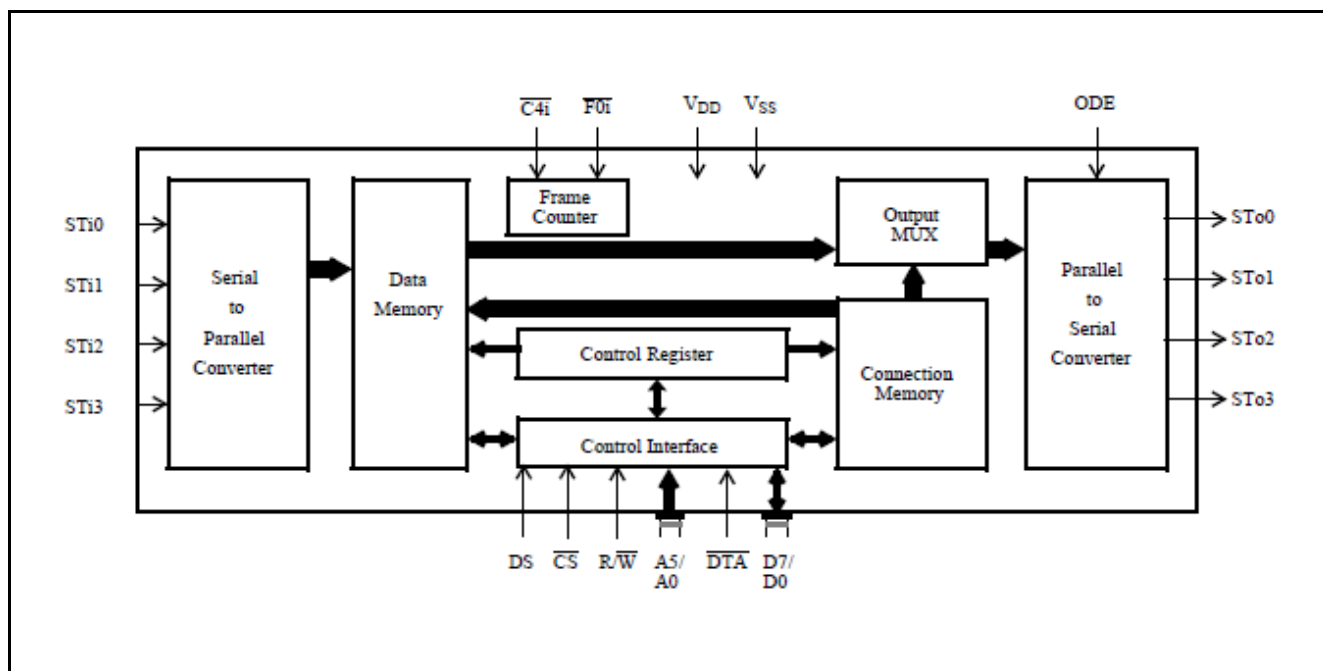 C4i F0i VDD VSS ODE
Frame
Counter
Output
MUX
STi0
STi1
STi2
STi3
Serial
to
Parallel
Converter
Data
Memory
Control Register
Control Interface
Connection
Memory
Parallel
to
Serial
Converter
STo0
STo1
STo2
STo3
DS CS R/W A5/
A0 DTA D7/
D0